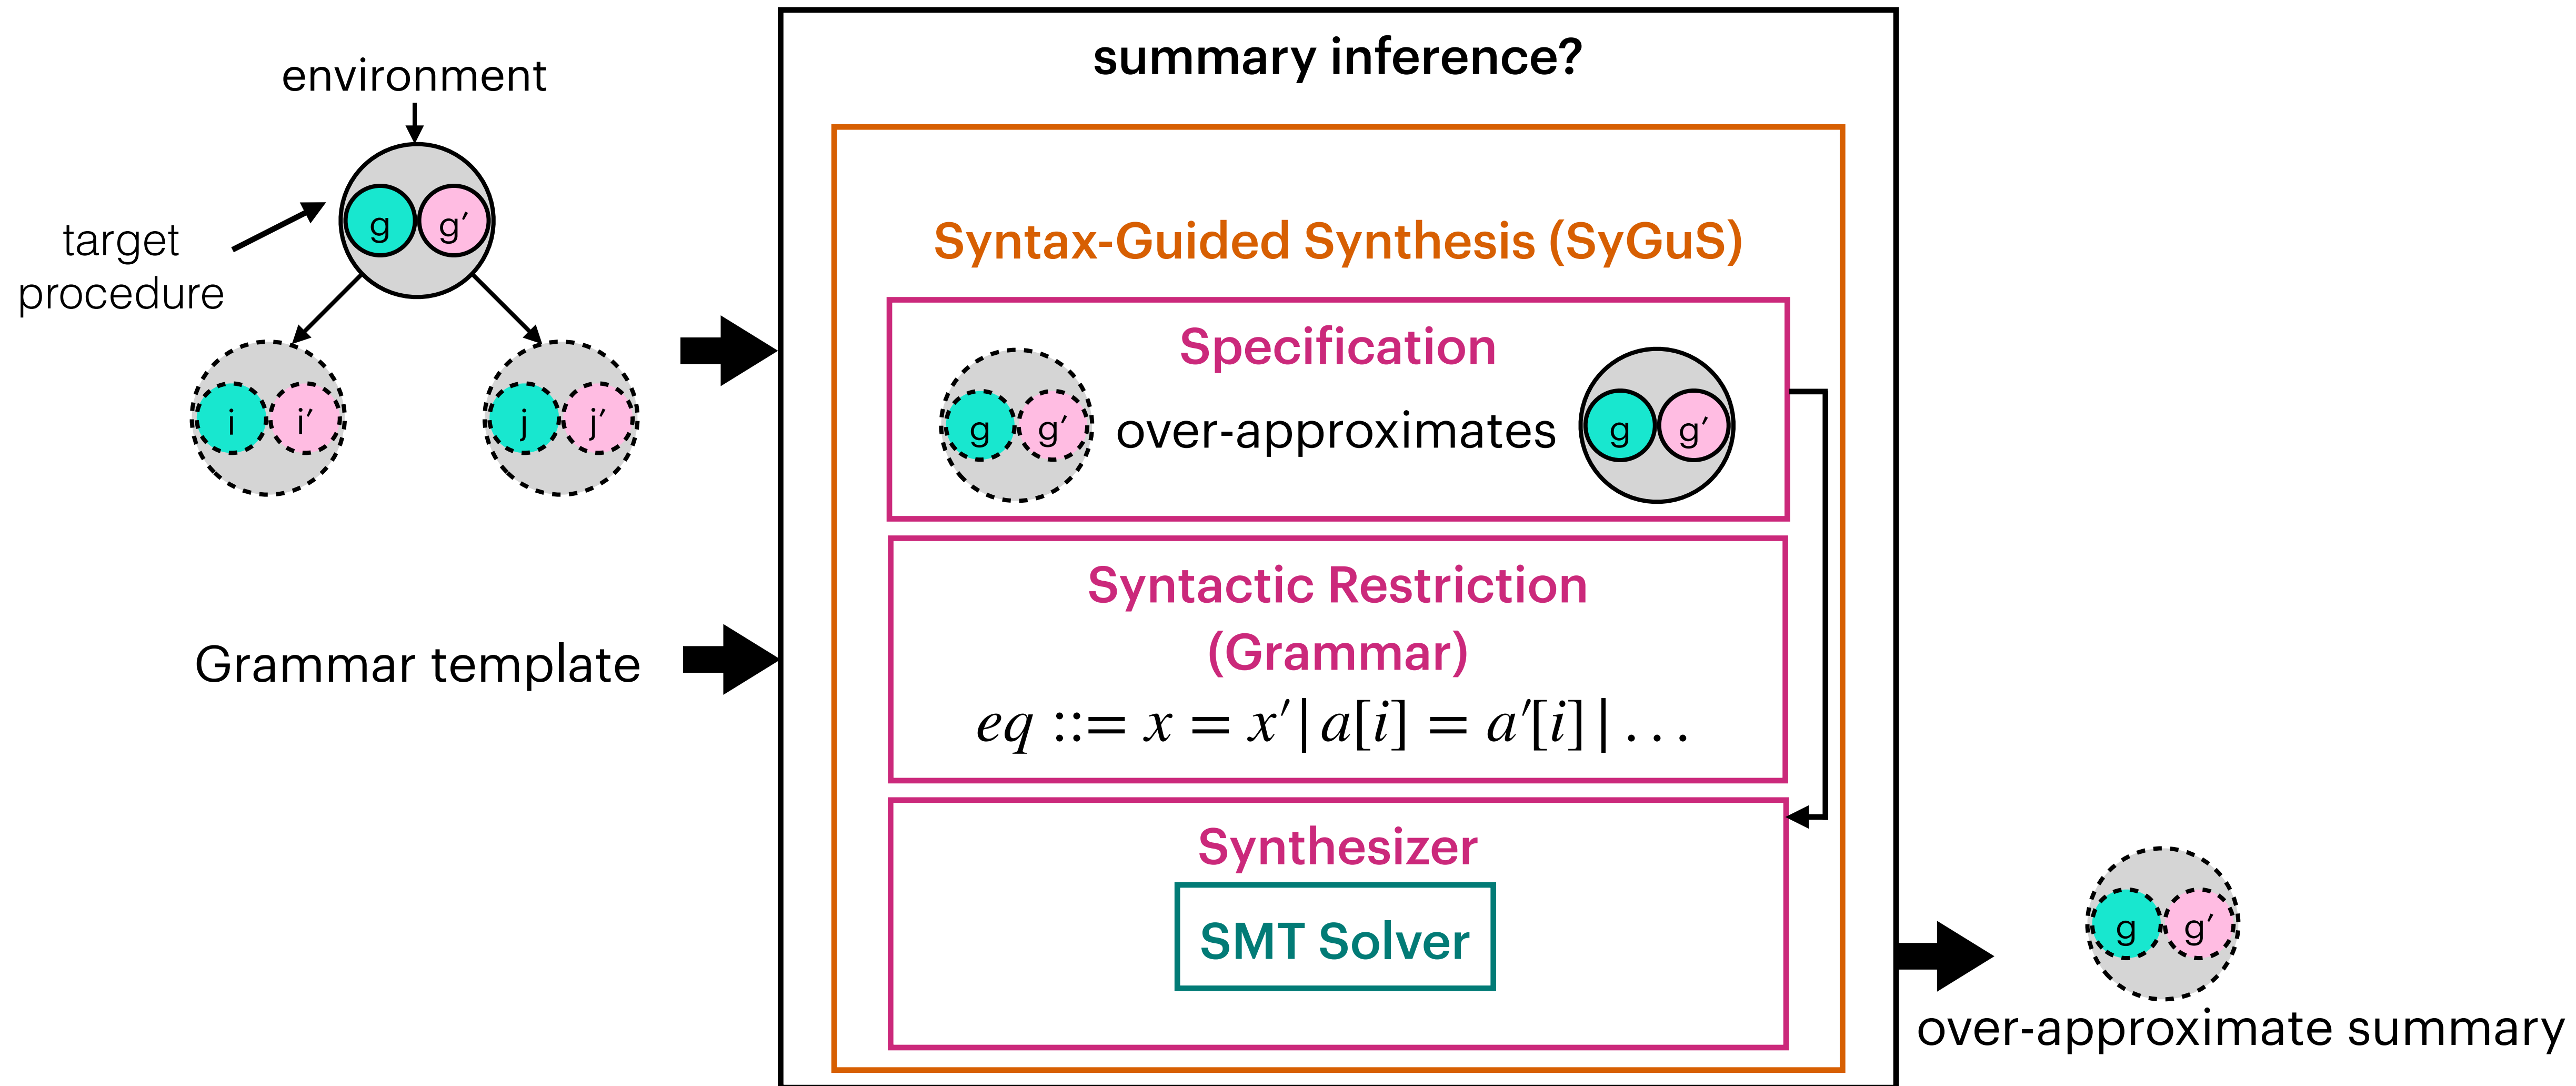 summary inference?
environment
g g′
target
procedure
i i′ j j′
Grammar template
Syntax-Guided Synthesis (SyGuS)
Specification
g g′ over-approximates g g′
Syntactic Restriction
(Grammar)
eq ::= x = x′ | a[i] = a′[i] | …
Synthesizer
SMT Solver
g g′
over-approximate summary